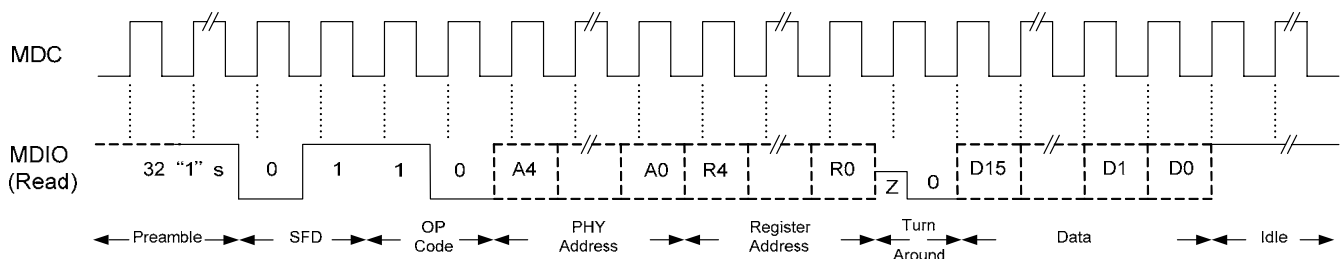 MDC
MDIO
(Read)
32 "1" s 0 1 1 0 A4 A0 R4 R0 Z 0 D15 D1 D0
Preamble SFD OP Code PHY Address Register Address Turn Around Data Idle